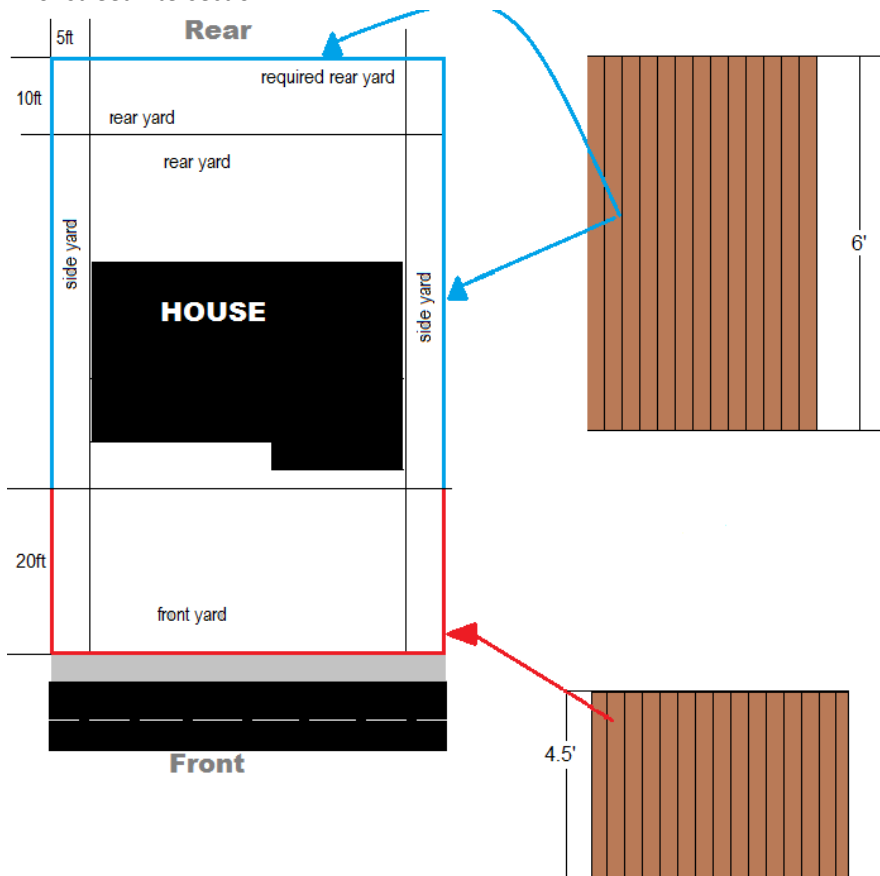 Rear
5ft
required rear yard
10ft
rear yard
rear yard
side yard
6'
HOUSE
side yard
20ft
front yard
4.5'
Front